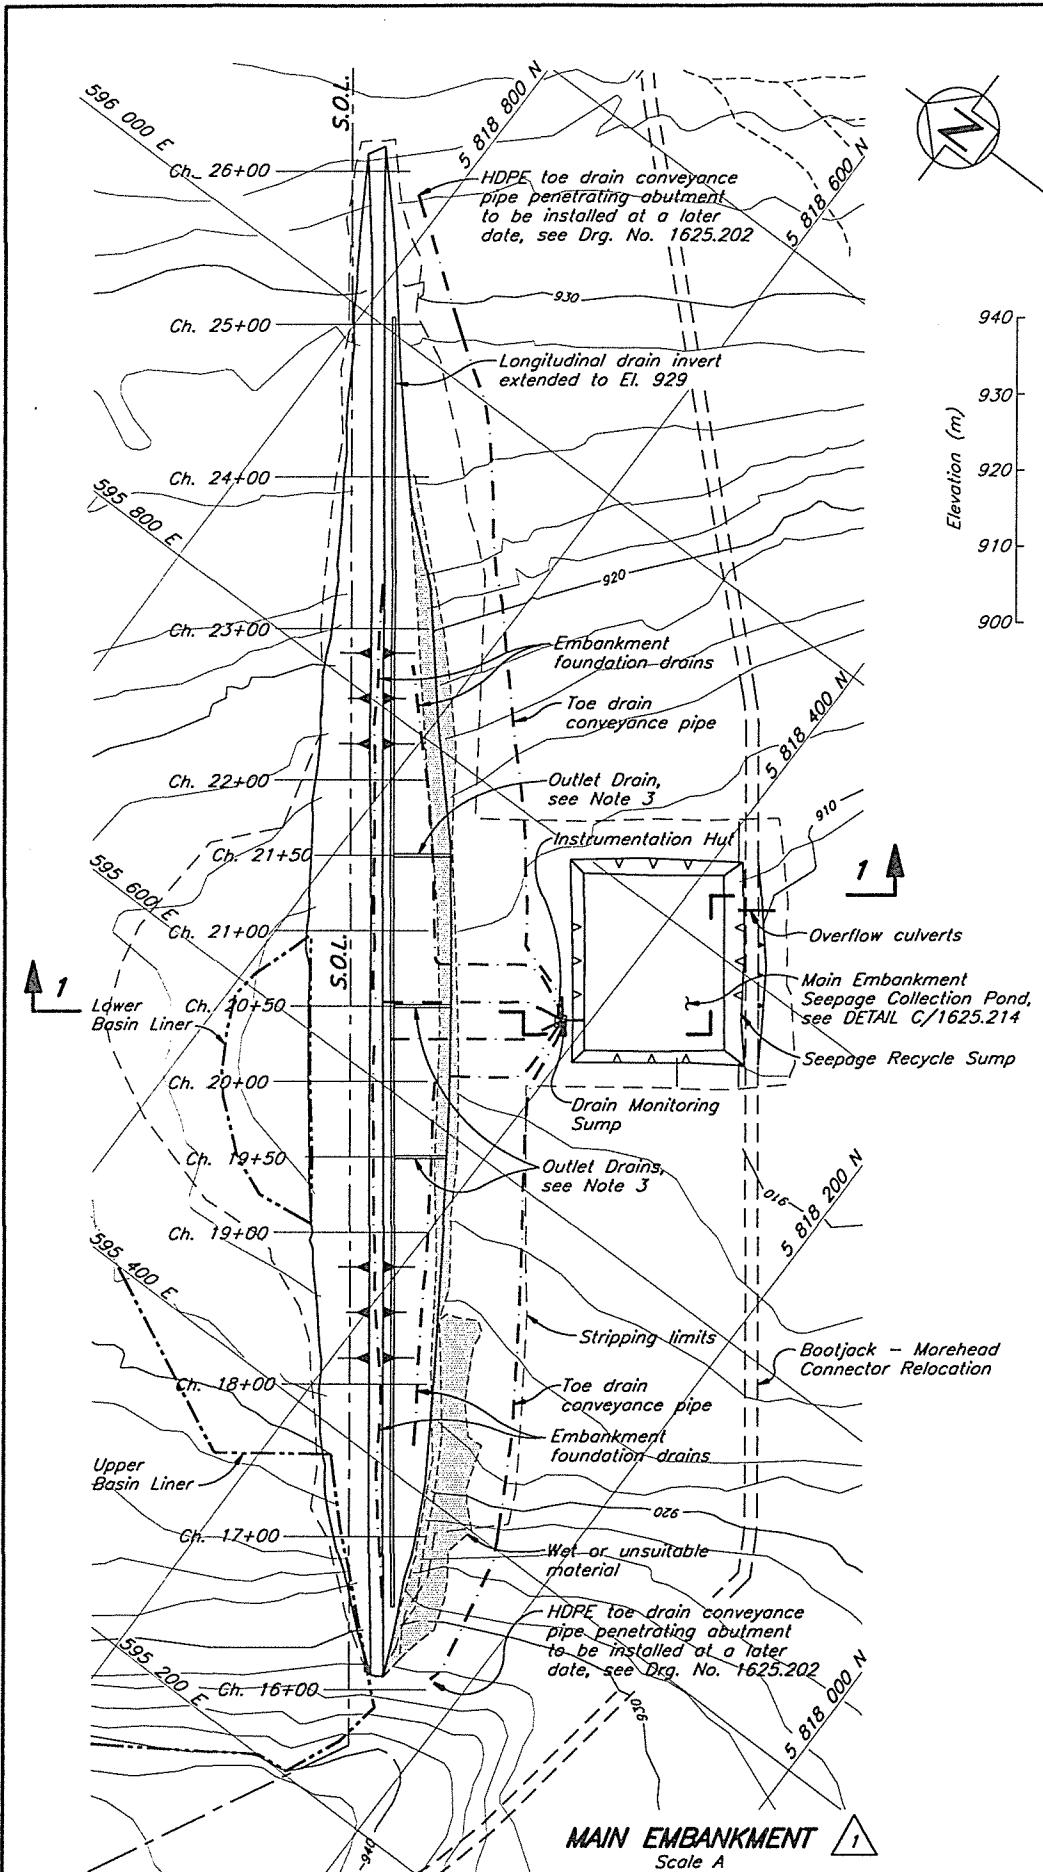 596 000 E
S.O.L.
5 818 800 N
N
Ch. 26+00
HDPE toe drain conveyance
pipe penetrating abutment
to be installed at a later
date, see Drg. No. 1625.202
5 818 600 N
930
Ch. 25+00
940
Longitudinal drain invert
extended to El. 929
930
Ch. 24+00
920
Elevation (m)
595 800 E
910
920
900
Ch. 23+00
Embankment
foundation drains
Toe drain
conveyance pipe
5 818 400 N
Ch. 22+00
Outlet Drain,
see Note 3
910
Instrumentation Hut
Ch. 21+50
1
595 600 E
Ch. 21+00
Overflow culverts
S.O.L.
1
Lower
Basin Liner
Ch. 20+50
Main Embankment
Seepage Collection Pond,
see DETAIL C/1625.214
Seepage Recycle Sump
Ch. 20+00
Drain Monitoring
Sump
Ch. 19+50
Outlet Drains,
see Note 3
910
5 818 200 N
Ch. 19+00
595 400 E
Stripping limits
Bootjack - Morehead
Connector Relocation
Ch. 18+00
Toe drain
conveyance pipe
Embankment
foundation drains
Upper
Basin Liner
920
Ch. 17+00
Wet or unsuitable
material
HDPE toe drain conveyance
pipe penetrating abutment
to be installed at a later
date, see Drg. No. 1625.202
595 200 E
Ch. 16+00
930
5 818 000 N
940
MAIN EMBANKMENT
1
Scale A